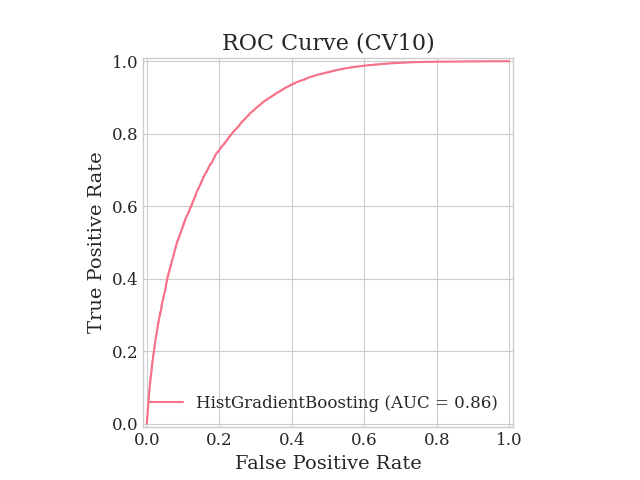 ROC Curve (CV10)
True Positive Rate
1.0
0.8
0.6
0.4
0.2
0.0
HistGradientBoosting (AUC = 0.86)
0.0 0.2 0.4 0.6 0.8 1.0
False Positive Rate